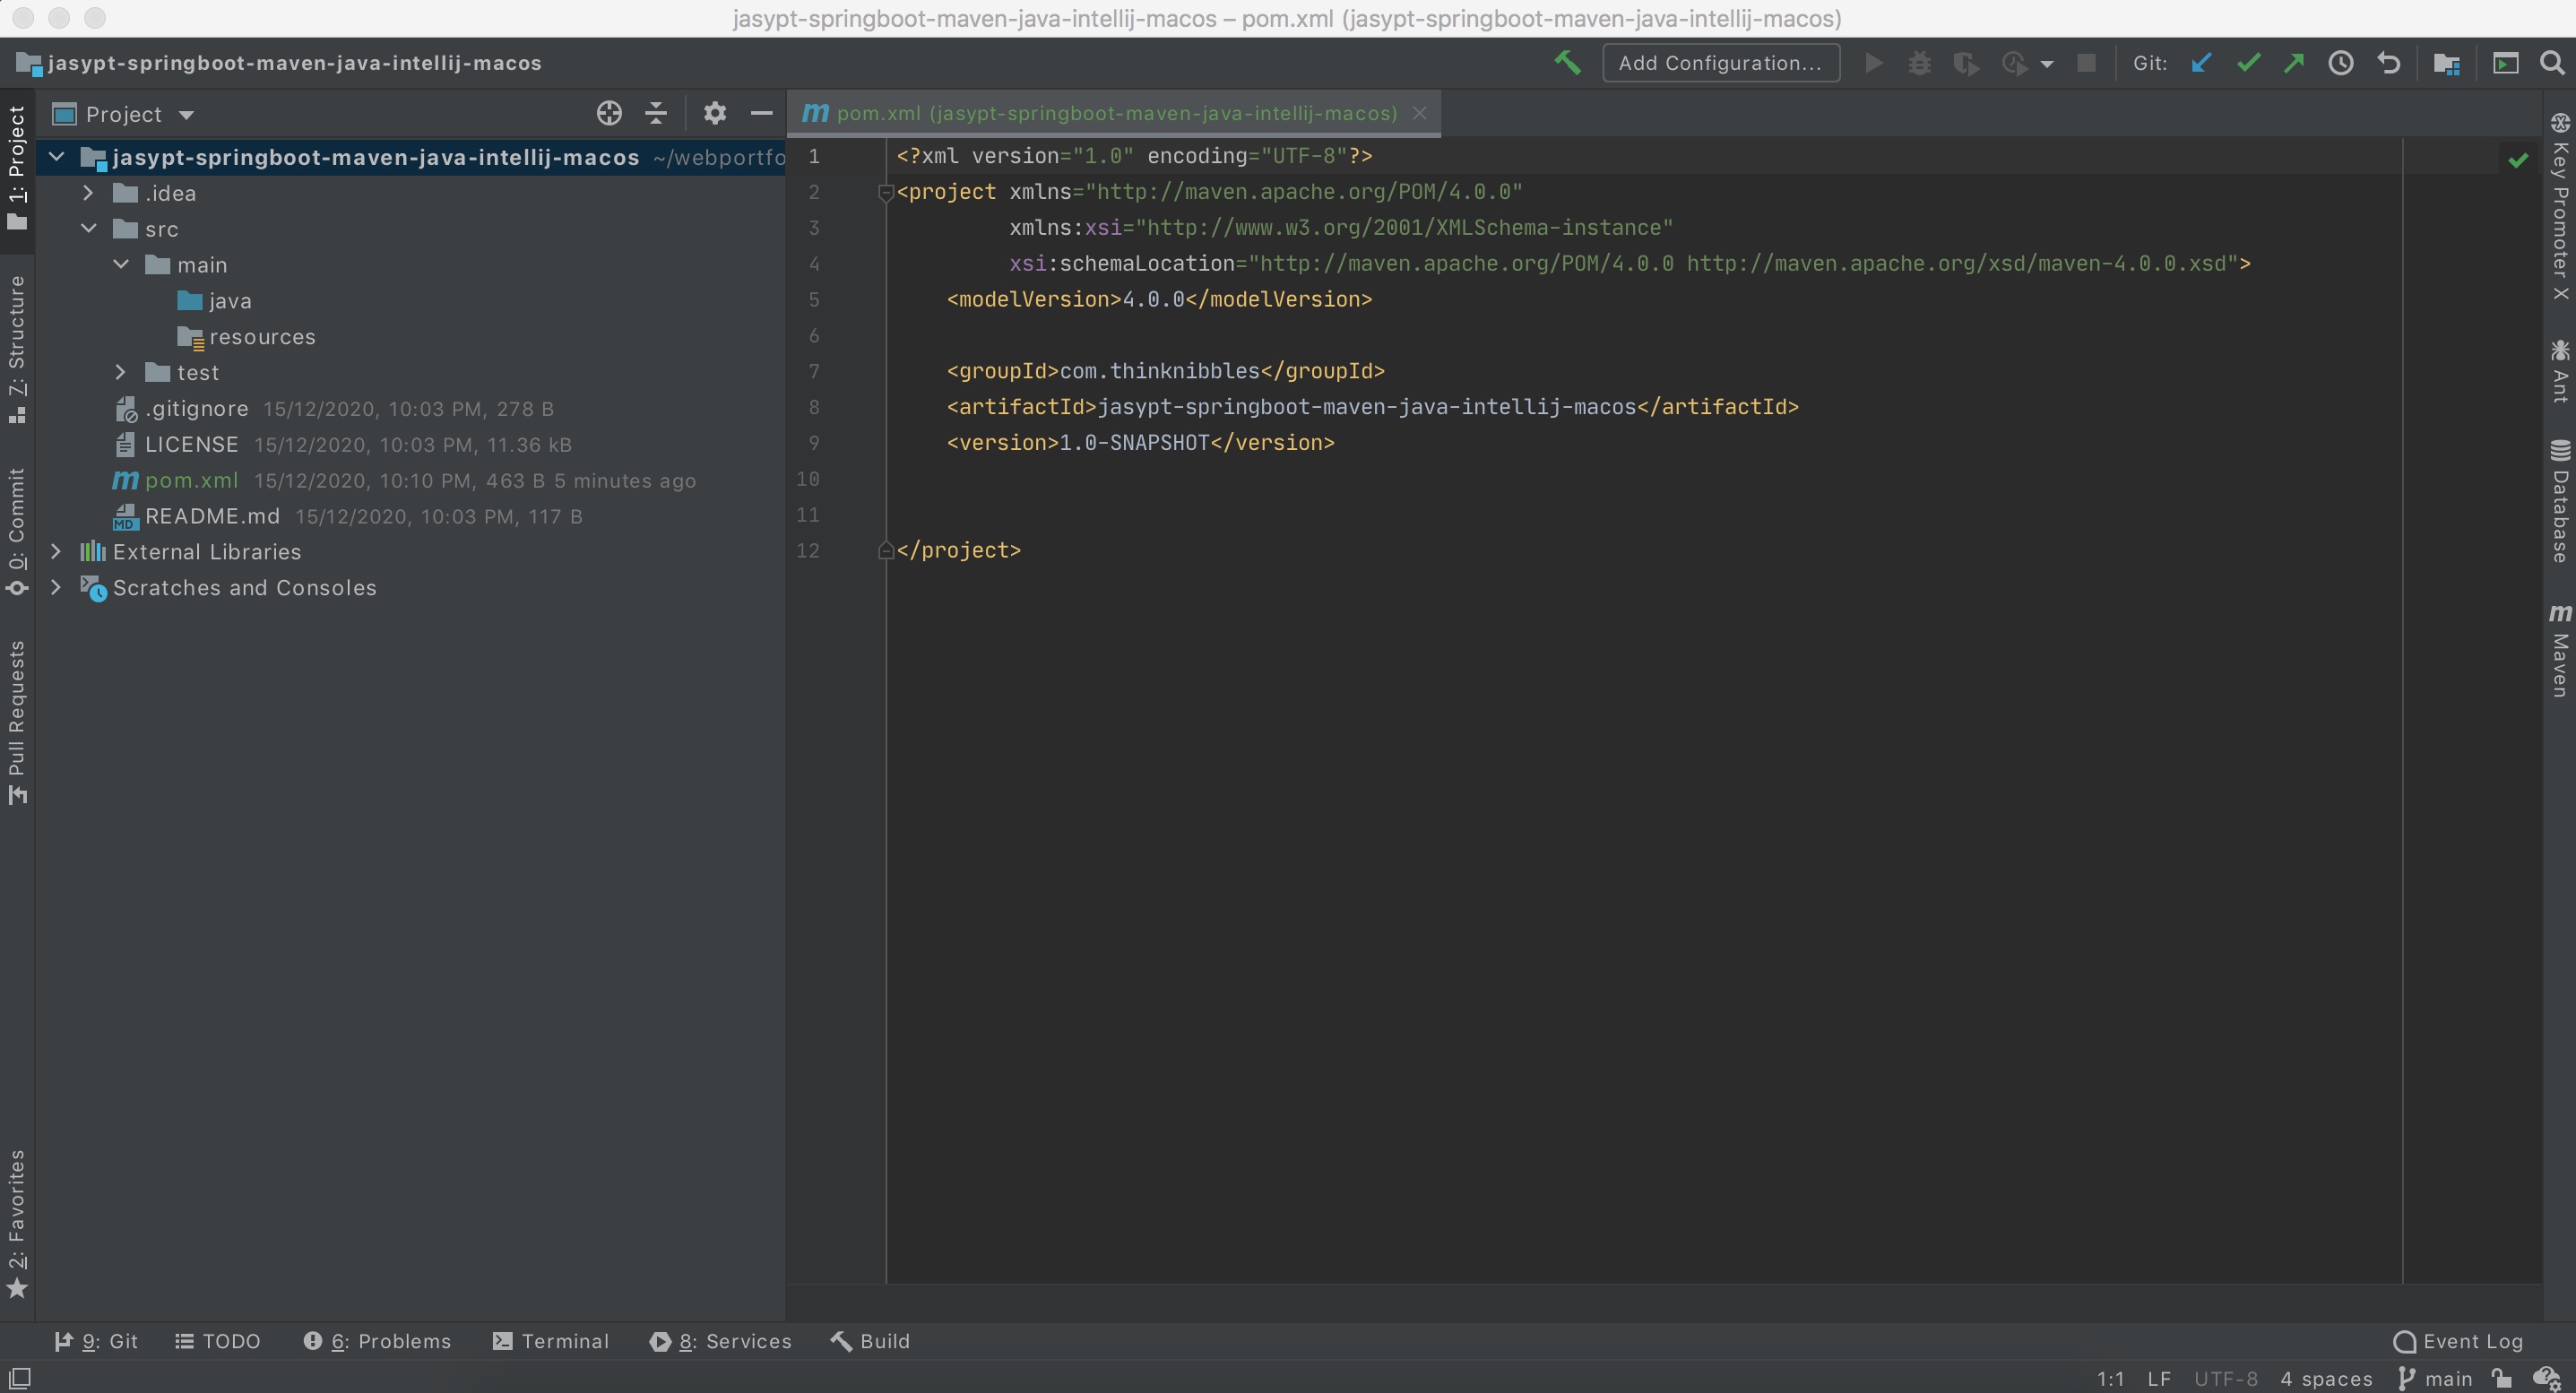 jasypt-springboot-maven-java-intellij-macos – pom.xml (jasypt-springboot-maven-java-intellij-macos)
jasypt-springboot-maven-java-intellij-macos
Add Configuration...
Git:
1: Project
7: Structure
0: Commit
Pull Requests
2: Favorites
Project
jasypt-springboot-maven-java-intellij-macos ~/webportfo
.idea
src
main
java
resources
test
.gitignore 15/12/2020, 10:03 PM, 278 B
LICENSE 15/12/2020, 10:03 PM, 11.36 kB
m pom.xml 15/12/2020, 10:10 PM, 463 B 5 minutes ago
MD README.md 15/12/2020, 10:03 PM, 117 B
External Libraries
Scratches and Consoles
m pom.xml (jasypt-springboot-maven-java-intellij-macos)
1 <?xml version="1.0" encoding="UTF-8"?>
2 <project xmlns="http://maven.apache.org/POM/4.0.0"
3 xmlns:xsi="http://www.w3.org/2001/XMLSchema-instance"
4 xsi:schemaLocation="http://maven.apache.org/POM/4.0.0 http://maven.apache.org/xsd/maven-4.0.0.xsd">
5 <modelVersion>4.0.0</modelVersion>
6
7 <groupId>com.thinknibbles</groupId>
8 <artifactId>jasypt-springboot-maven-java-intellij-macos</artifactId>
9 <version>1.0-SNAPSHOT</version>
10
11
12 </project>
Key Promoter X
Ant
Database
m Maven
9: Git
TODO
6: Problems
Terminal
8: Services
Build
Event Log
1:1 LF UTF-8 4 spaces main